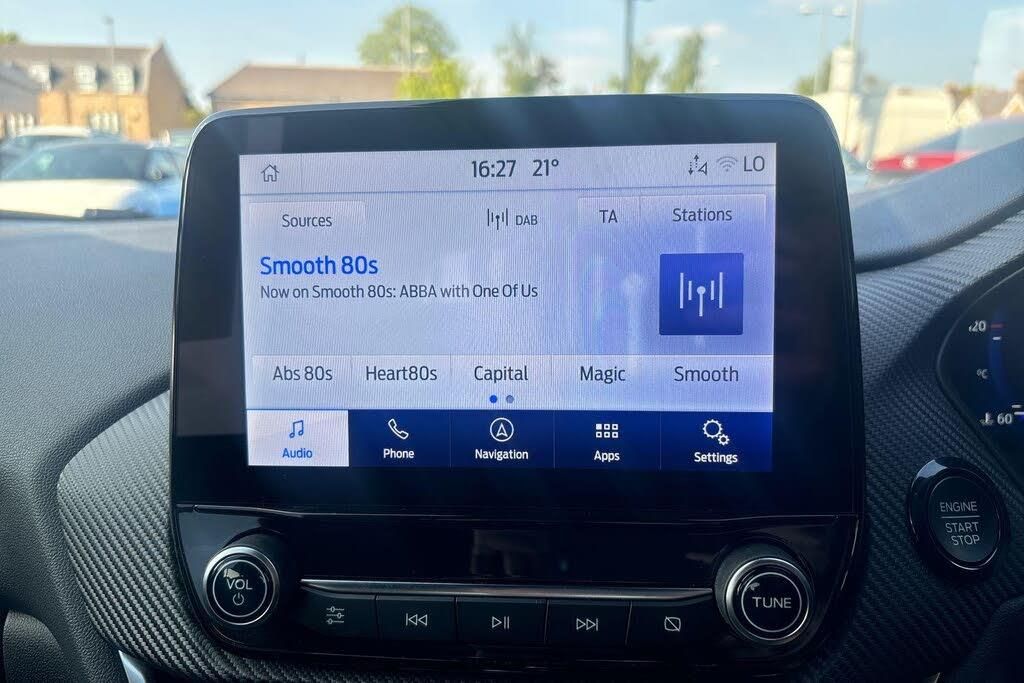 16:27 21° LO
Sources DAB TA Stations
Smooth 80s
Now on Smooth 80s: ABBA with One Of Us
Abs 80s Heart80s Capital Magic Smooth
Audio Phone Navigation Apps Settings
VOL
TUNE
ENGINE
START
STOP
°C
60